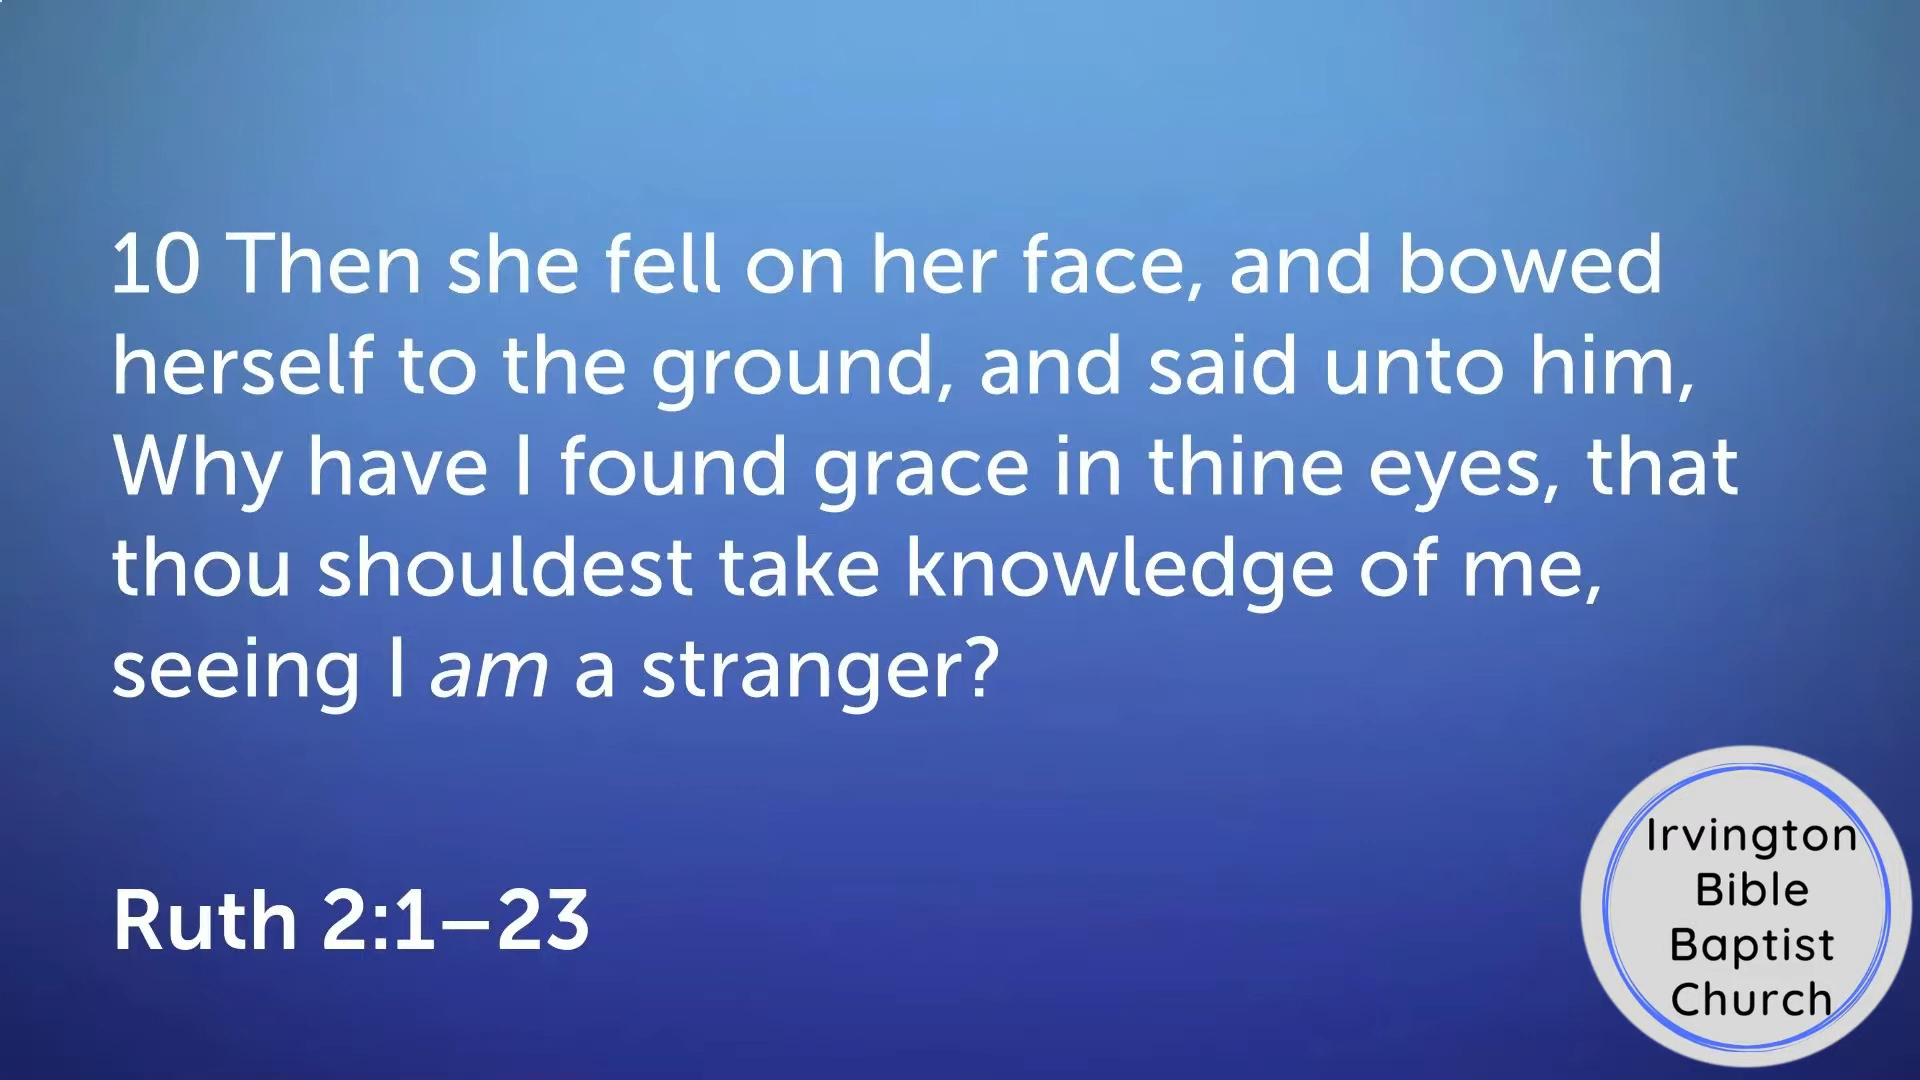 10 Then she fell on her face, and bowed
herself to the ground, and said unto him,
Why have I found grace in thine eyes, that
thou shouldest take knowledge of me,
seeing I am a stranger?
Ruth 2:1–23
Irvington
Bible
Baptist
Church